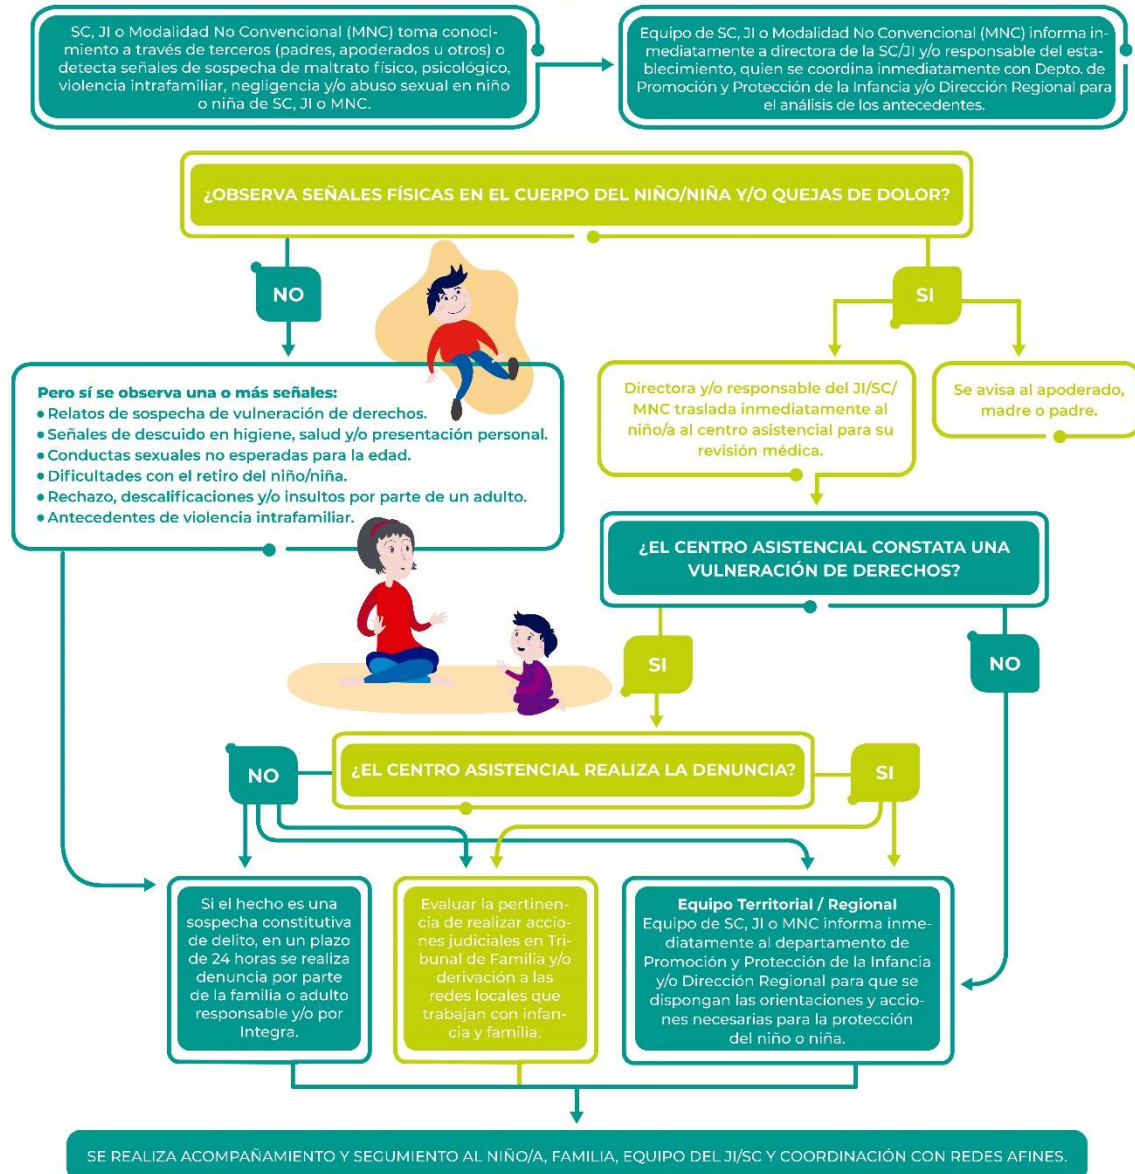 SC, JI o Modalidad No Convencional (MNC) toma conoci-
miento a través de terceros (padres, apoderados u otros) o
detecta señales de sospecha de maltrato físico, psicológico,
violencia intrafamiliar, negligencia y/o abuso sexual en niño
o niña de SC, JI o MNC.
Equipo de SC, JI o Modalidad No Convencional (MNC) informa in-
mediatamente a directora de la SC/JI y/o responsable del esta-
blecimiento, quien se coordina inmediatamente con Depto. de
Promoción y Protección de la Infancia y/o Dirección Regional para
el análisis de los antecedentes.
¿OBSERVA SEÑALES FÍSICAS EN EL CUERPO DEL NIÑO/NIÑA Y/O QUEJAS DE DOLOR?
NO
SI
Pero sí se observa una o más señales:
• Relatos de sospecha de vulneración de derechos.
• Señales de descuido en higiene, salud y/o presentación personal.
• Conductas sexuales no esperadas para la edad.
• Dificultades con el retiro del niño/niña.
• Rechazo, descalificaciones y/o insultos por parte de un adulto.
• Antecedentes de violencia intrafamiliar.
Directora y/o responsable del JI/SC/
MNC traslada inmediatamente al
niño/a al centro asistencial para su
revisión médica.
Se avisa al apoderado,
madre o padre.
¿EL CENTRO ASISTENCIAL CONSTATA UNA
VULNERACIÓN DE DERECHOS?
SI
NO
¿EL CENTRO ASISTENCIAL REALIZA LA DENUNCIA?
NO
SI
Si el hecho es una
sospecha constitutiva
de delito, en un plazo
de 24 horas se realiza
denuncia por parte
de la familia o adulto
responsable y/o por
Integra.
Evaluar la pertinen-
cia de realizar accio-
nes judiciales en Tri-
bunal de Familia y/o
derivación a las
redes locales que
trabajan con infan-
cia y familia.
Equipo Territorial / Regional
Equipo de SC, JI o MNC informa inme-
diatamente al departamento de
Promoción y Protección de la Infancia
y/o Dirección Regional para que se
dispongan las orientaciones y accio-
nes necesarias para la protección
del niño o niña.
SE REALIZA ACOMPAÑAMIENTO Y SEGUMIENTO AL NIÑO/A, FAMILIA, EQUIPO DEL JI/SC Y COORDINACIÓN CON REDES AFINES.